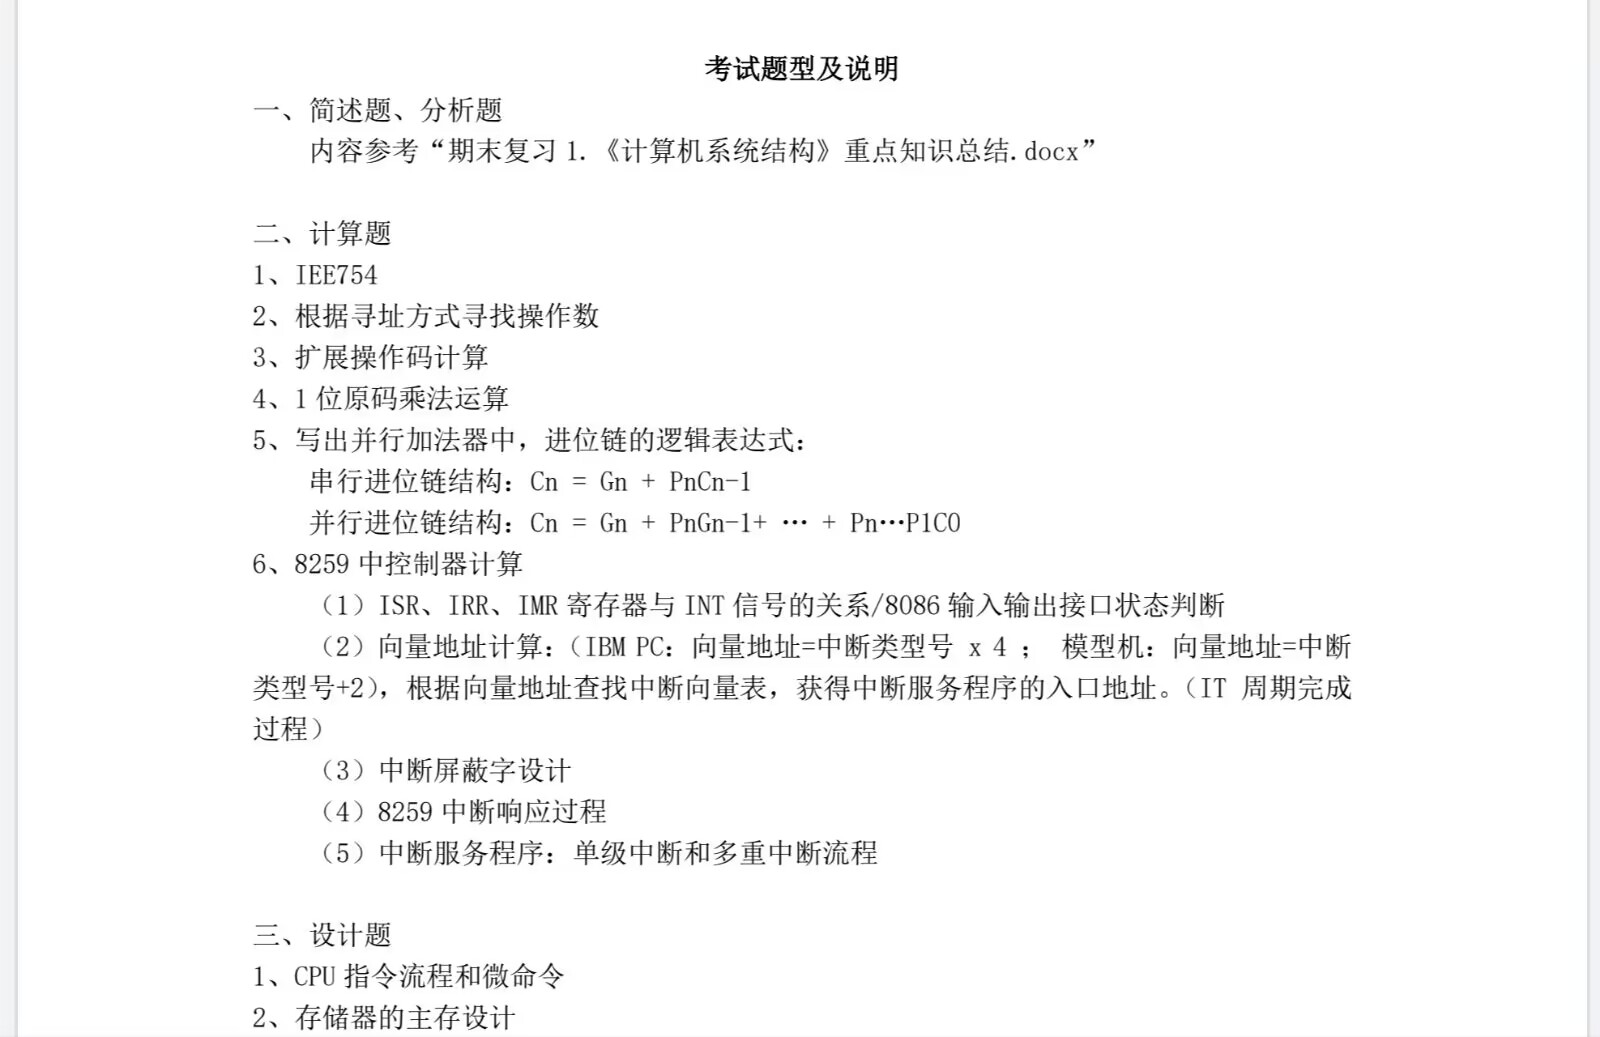 考试题型及说明
一、简述题、分析题
内容参考“期末复习 1.《计算机系统结构》重点知识总结.docx”
二、计算题
1、IEE754
2、根据寻址方式寻找操作数
3、扩展操作码计算
4、1 位原码乘法运算
5、写出并行加法器中，进位链的逻辑表达式：
串行进位链结构：Cn = Gn + PnCn-1
并行进位链结构：Cn = Gn + PnGn-1+ … + Pn…P1C0
6、8259 中控制器计算
（1）ISR、IRR、IMR 寄存器与 INT 信号的关系/8086 输入输出接口状态判断
（2）向量地址计算：（IBM PC：向量地址=中断类型号 x 4 ； 模型机：向量地址=中断
类型号+2），根据向量地址查找中断向量表，获得中断服务程序的入口地址。（IT 周期完成
过程）
（3）中断屏蔽字设计
（4）8259 中断响应过程
（5）中断服务程序：单级中断和多重中断流程
三、设计题
1、CPU 指令流程和微命令
2、存储器的主存设计